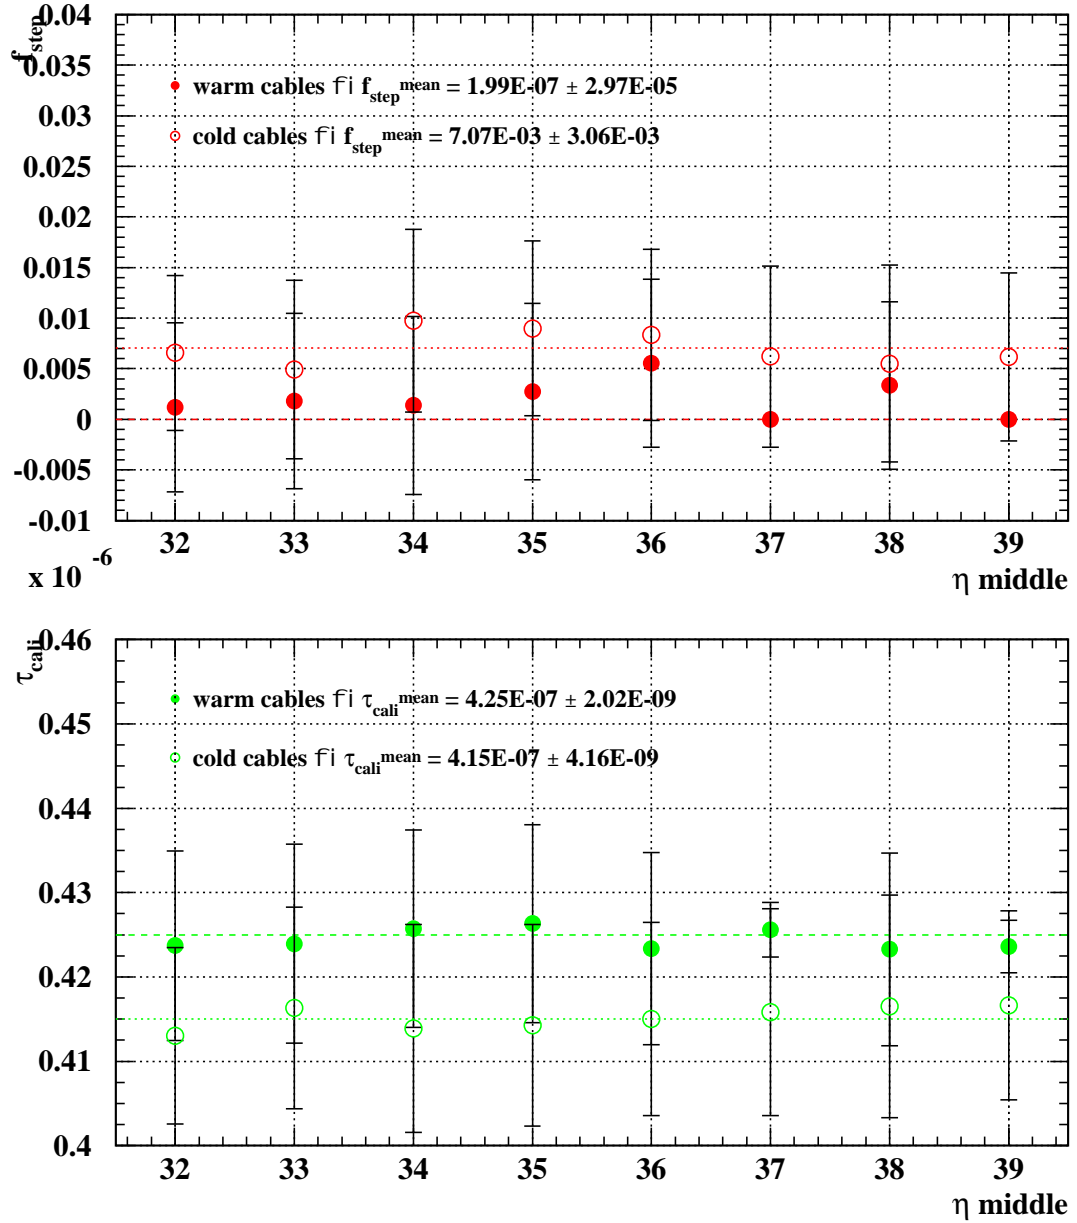 f_step
0.04
0.035
0.03
0.025
0.02
0.015
0.01
0.005
0
-0.005
-0.01
warm cables fi f_step^mean = 1.99E-07 ± 2.97E-05
cold cables fi f_step^mean = 7.07E-03 ± 3.06E-03
32 33 34 35 36 37 38 39
η middle
x 10^-6
τ_cali
0.46
0.45
0.44
0.43
0.42
0.41
0.4
warm cables fi τ_cali^mean = 4.25E-07 ± 2.02E-09
cold cables fi τ_cali^mean = 4.15E-07 ± 4.16E-09
32 33 34 35 36 37 38 39
η middle